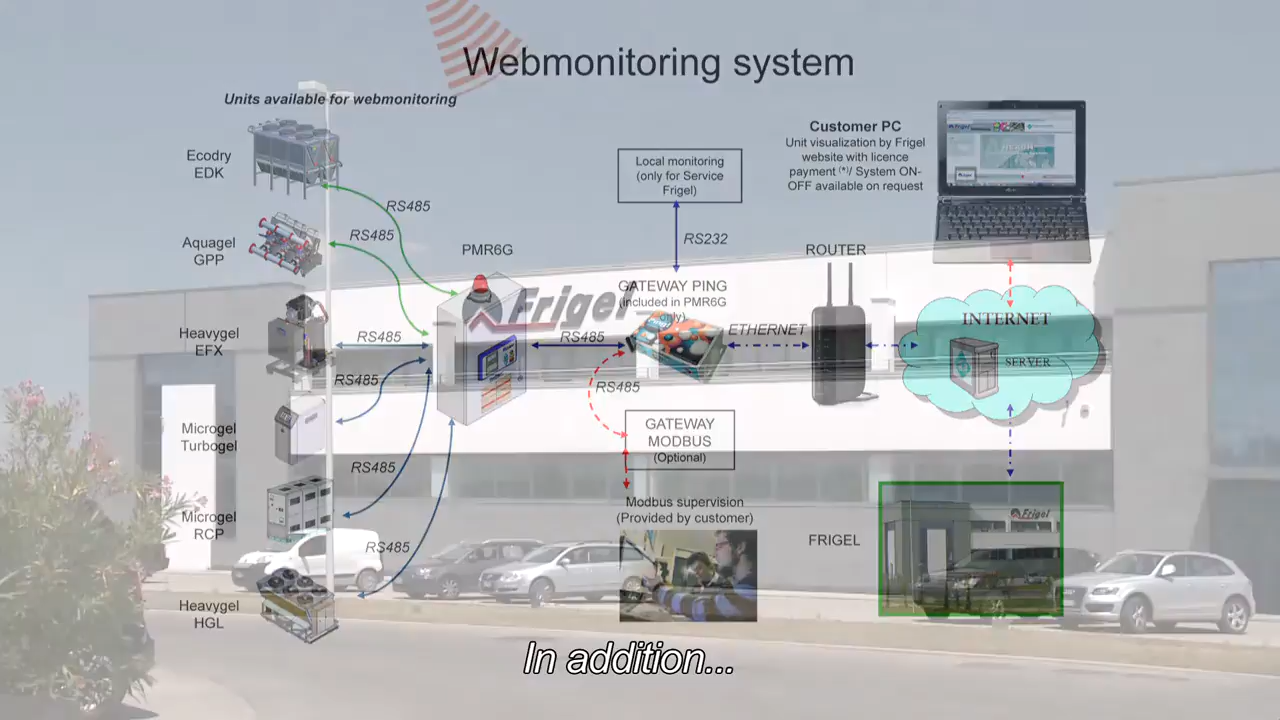 Webmonitoring system
Units available for webmonitoring
Ecodry
EDK
Aquagel
GPP
Heavygel
EFX
Microgel
Turbogel
Microgel
RCP
Heavygel
HGL
RS485
RS485
RS485
RS485
RS485
RS485
PMR6G
Frigel
Local monitoring
(only for Service
Frigel)
RS232
GATEWAY PING
(included in PMR6G
only)
RS485
RS485
ETHERNET
GATEWAY
MODBUS
(Optional)
Modbus supervision
(Provided by customer)
ROUTER
Customer PC
Unit visualization by Frigel
website with licence
payment (*)/ System ON-
OFF available on request
Frigel
INTERNET
SERVER
FRIGEL
Frigel
In addition...